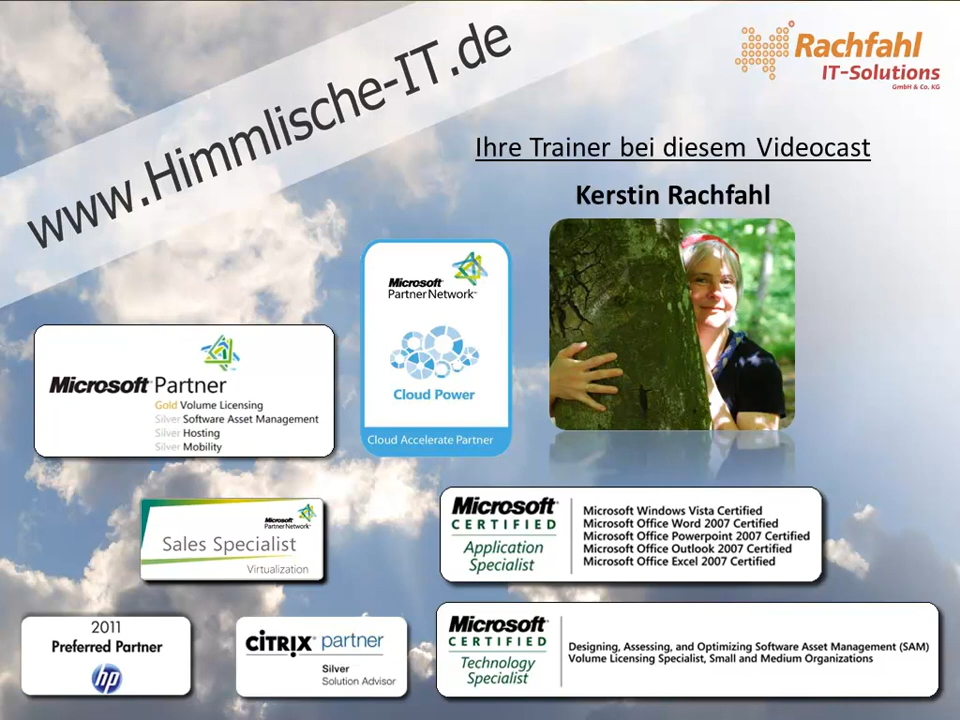 www.Himmlische-IT.de
Rachfahl
IT-Solutions
GmbH & Co. KG
Ihre Trainer bei diesem Videocast
Kerstin Rachfahl
Microsoft
PartnerNetwork™
Cloud Power
Cloud Accelerate Partner
Microsoft Partner
Gold Volume Licensing
Silver Software Asset Management
Silver Hosting
Silver Mobility
Microsoft
PartnerNetwork
Sales Specialist
Virtualization
Microsoft
CERTIFIED
Application
Specialist
Microsoft Windows Vista Certified
Microsoft Office Word 2007 Certified
Microsoft Office Powerpoint 2007 Certified
Microsoft Office Outlook 2007 Certified
Microsoft Office Excel 2007 Certified
2011
Preferred Partner
hp
CITRIX® partner
Silver
Solution Advisor
Microsoft
CERTIFIED
Technology
Specialist
Designing, Assessing, and Optimizing Software Asset Management (SAM)
Volume Licensing Specialist, Small and Medium Organizations